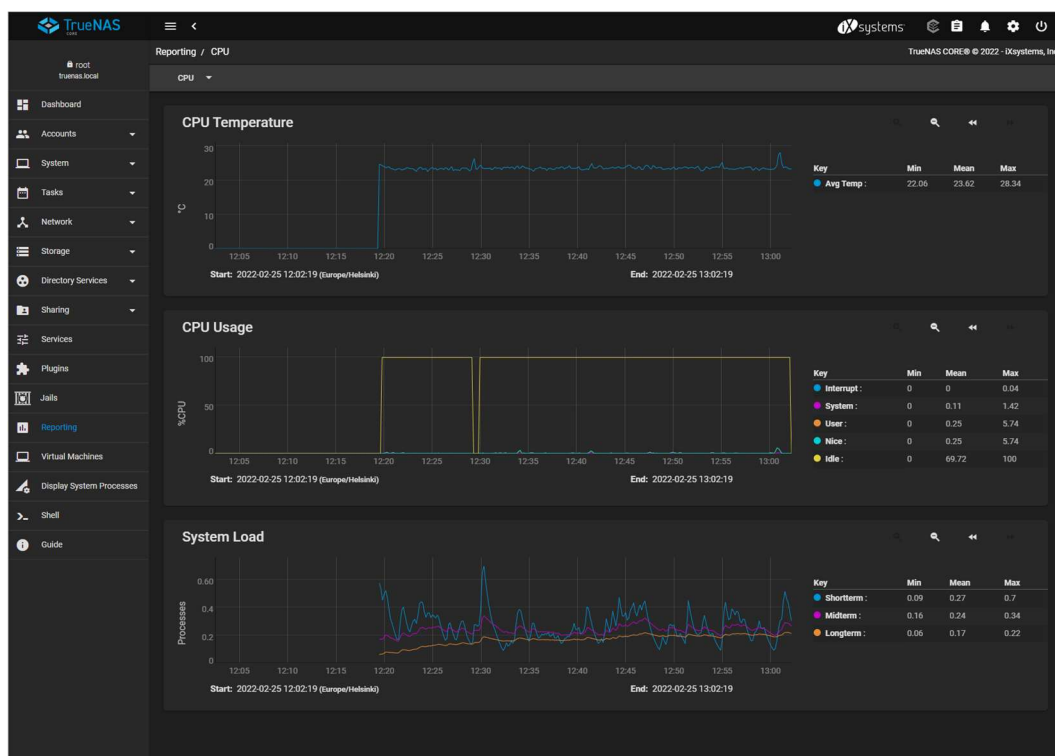 TrueNAS
CORE
iXsystems
root
truenas.local
Reporting / CPU
TrueNAS CORE® © 2022 - iXsystems, Inc
CPU
Dashboard
Accounts
System
Tasks
Network
Storage
Directory Services
Sharing
Services
Plugins
Jails
Reporting
Virtual Machines
Display System Processes
Shell
Guide
CPU Temperature
30
20
10
0
°C
12:05 12:10 12:15 12:20 12:25 12:30 12:35 12:40 12:45 12:50 12:55 13:00
Start: 2022-02-25 12:02:19 (Europe/Helsinki) End: 2022-02-25 13:02:19
Key Min Mean Max
Avg Temp : 22.06 23.62 28.34
CPU Usage
100
50
0
%CPU
12:05 12:10 12:15 12:20 12:25 12:30 12:35 12:40 12:45 12:50 12:55 13:00
Start: 2022-02-25 12:02:19 (Europe/Helsinki) End: 2022-02-25 13:02:19
Key Min Mean Max
Interrupt : 0 0 0.04
System : 0 0.11 1.42
User : 0 0.25 5.74
Nice : 0 0.25 5.74
Idle : 0 69.72 100
System Load
0.60
0.4
0.2
0
Processes
12:05 12:10 12:15 12:20 12:25 12:30 12:35 12:40 12:45 12:50 12:55 13:00
Start: 2022-02-25 12:02:19 (Europe/Helsinki) End: 2022-02-25 13:02:19
Key Min Mean Max
Shortterm : 0.09 0.27 0.7
Midterm : 0.16 0.24 0.34
Longterm : 0.06 0.17 0.22